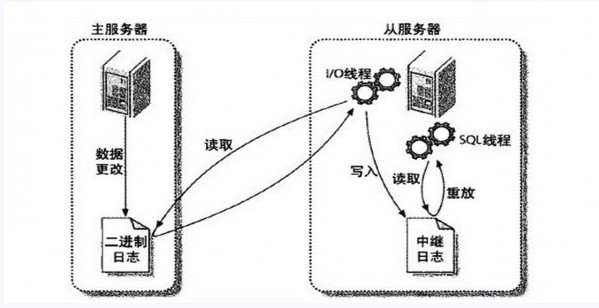 主服务器
从服务器
I/O线程
SQL线程
数据
更改
读取
写入
读取
重放
二进制
日志
中继
日志